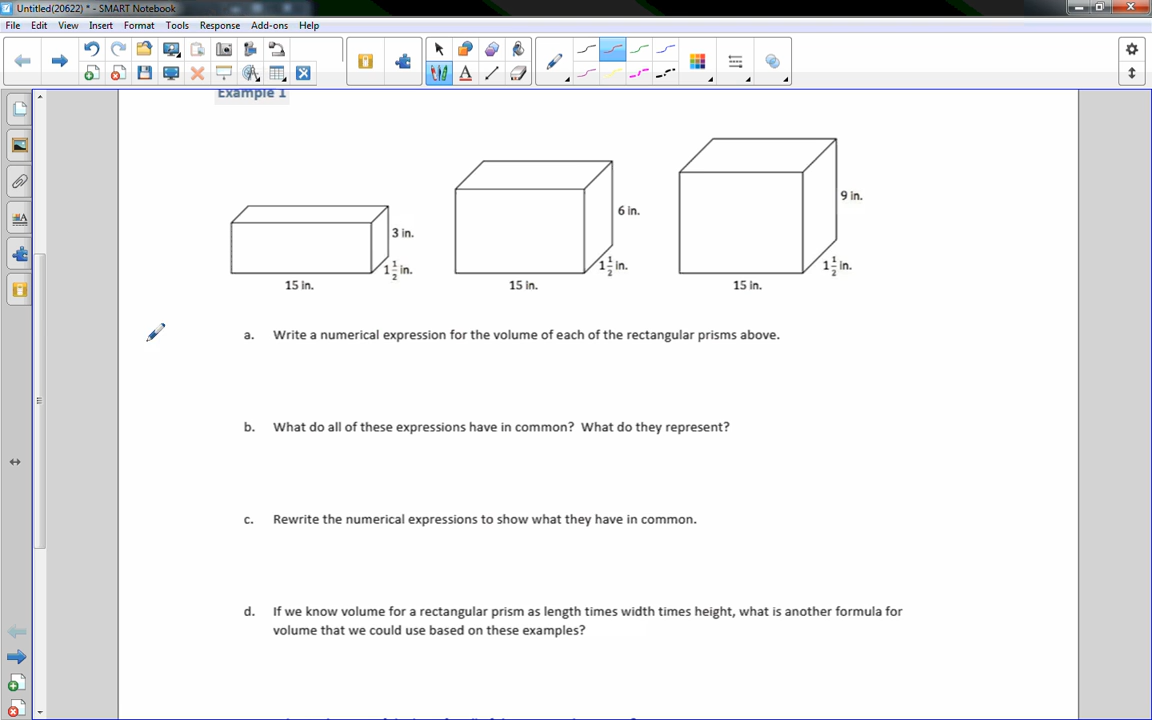 Untitled(20622) * - SMART Notebook
File Edit View Insert Format Tools Response Add-ons Help
Example 1
3 in.
1 1/2 in.
15 in.
6 in.
1 1/2 in.
15 in.
9 in.
1 1/2 in.
15 in.
a. Write a numerical expression for the volume of each of the rectangular prisms above.
b. What do all of these expressions have in common? What do they represent?
c. Rewrite the numerical expressions to show what they have in common.
d. If we know volume for a rectangular prism as length times width times height, what is another formula for
volume that we could use based on these examples?